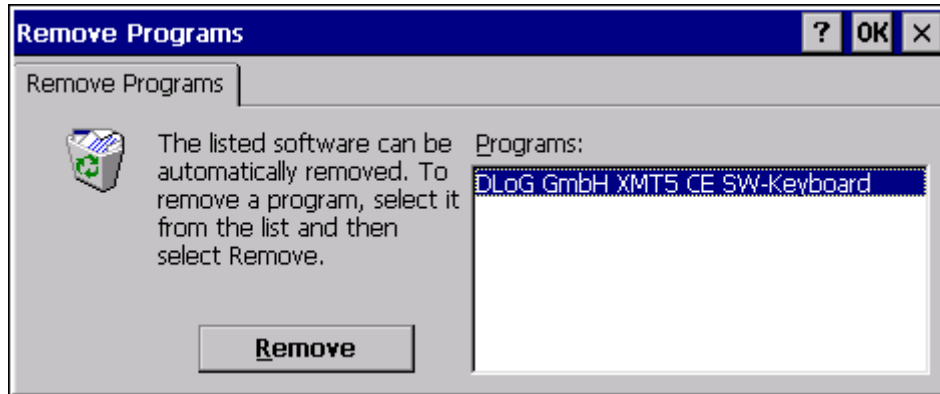 Remove Programs
? OK ×
Remove Programs
The listed software can be
automatically removed. To
remove a program, select it
from the list and then
select Remove.
Programs:
DLoG GmbH XMT5 CE SW-Keyboard
Remove